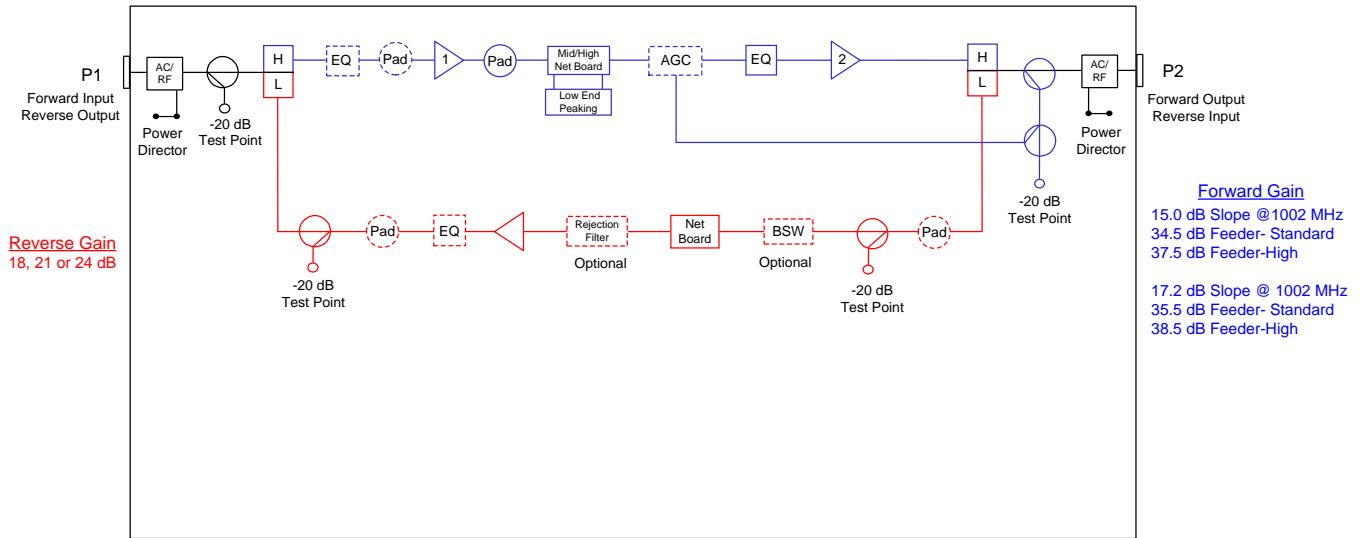 P1
Forward Input
Reverse Output
AC/
RF
Power
Director
-20 dB
Test Point
H
L
EQ
Pad
1
Pad
Mid/High
Net Board
Low End
Peaking
AGC
EQ
2
H
L
AC/
RF
Power
Director
P2
Forward Output
Reverse Input
-20 dB
Test Point
Reverse Gain
18, 21 or 24 dB
-20 dB
Test Point
Pad
EQ
Rejection
Filter
Optional
Net
Board
BSW
Optional
-20 dB
Test Point
Pad
Forward Gain
15.0 dB Slope @1002 MHz
34.5 dB Feeder- Standard
37.5 dB Feeder-High
17.2 dB Slope @ 1002 MHz
35.5 dB Feeder- Standard
38.5 dB Feeder-High